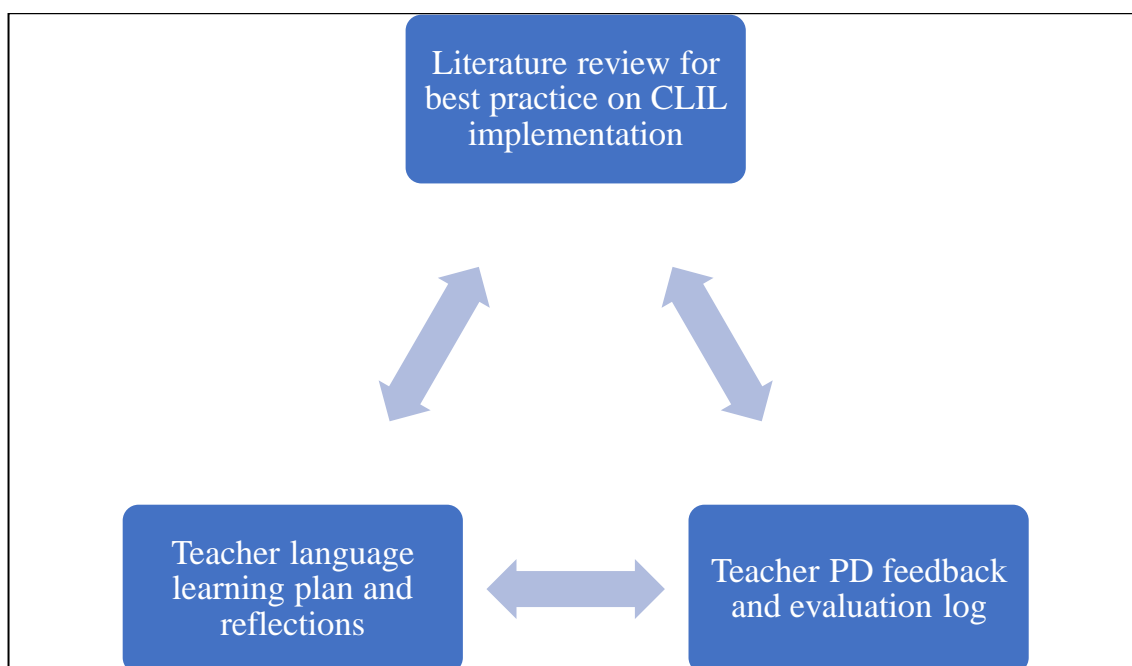 Literature review for
best practice on CLIL
implementation
Teacher language
learning plan and
reflections
Teacher PD feedback
and evaluation log